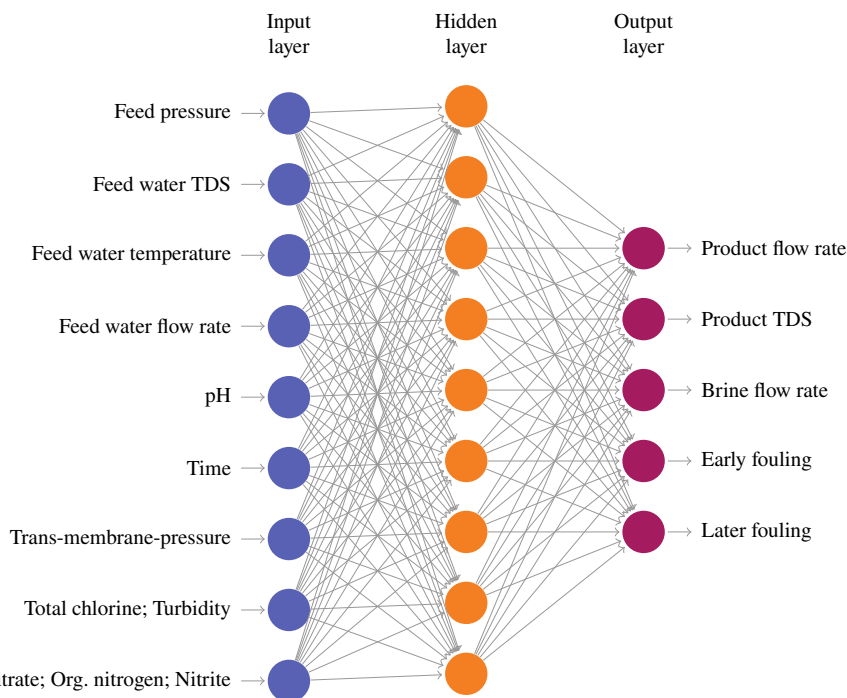 Input
layer
Hidden
layer
Output
layer
Feed pressure
Feed water TDS
Feed water temperature
Feed water flow rate
pH
Time
Trans-membrane-pressure
Total chlorine; Turbidity
Org. nitrogen; Nitrite
Product flow rate
Product TDS
Brine flow rate
Early fouling
Later fouling